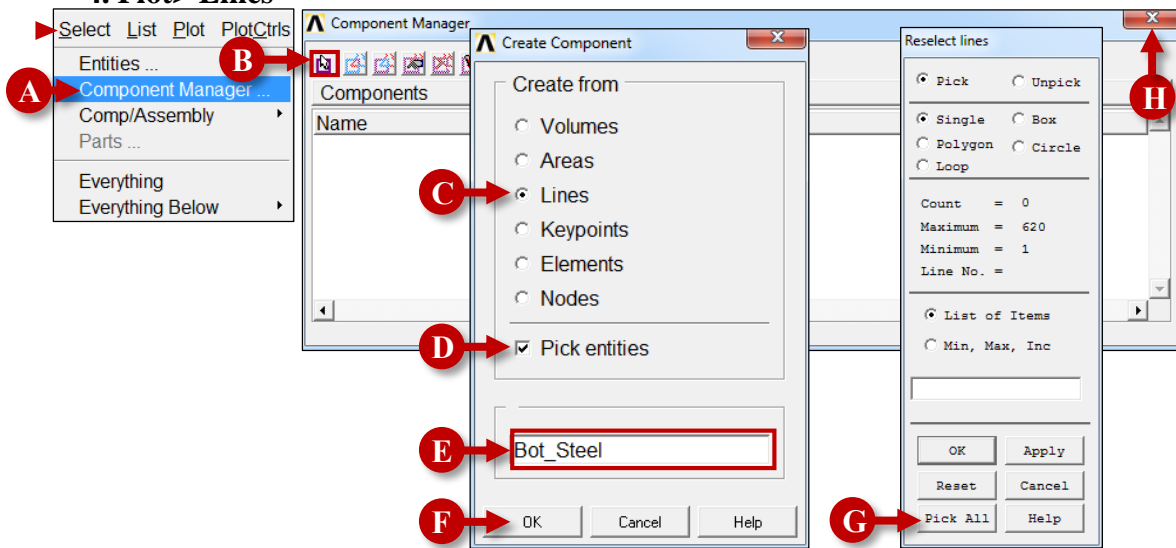 4. Plot> Lines
Select List Plot PlotCtrls
Entities ...
Component Manager ...
Comp/Assembly
Parts ...
Everything
Everything Below
A
B
Component Manager
Components
Name
Create Component
Create from
Volumes
Areas
Lines
Keypoints
Elements
Nodes
Pick entities
Bot_Steel
OK Cancel Help
C
D
E
F
Reselect lines
Pick Unpick
Single Box
Polygon Circle
Loop
Count = 0
Maximum = 620
Minimum = 1
Line No. =
List of Items
Min, Max, Inc
OK Apply
Reset Cancel
Pick All Help
G
H